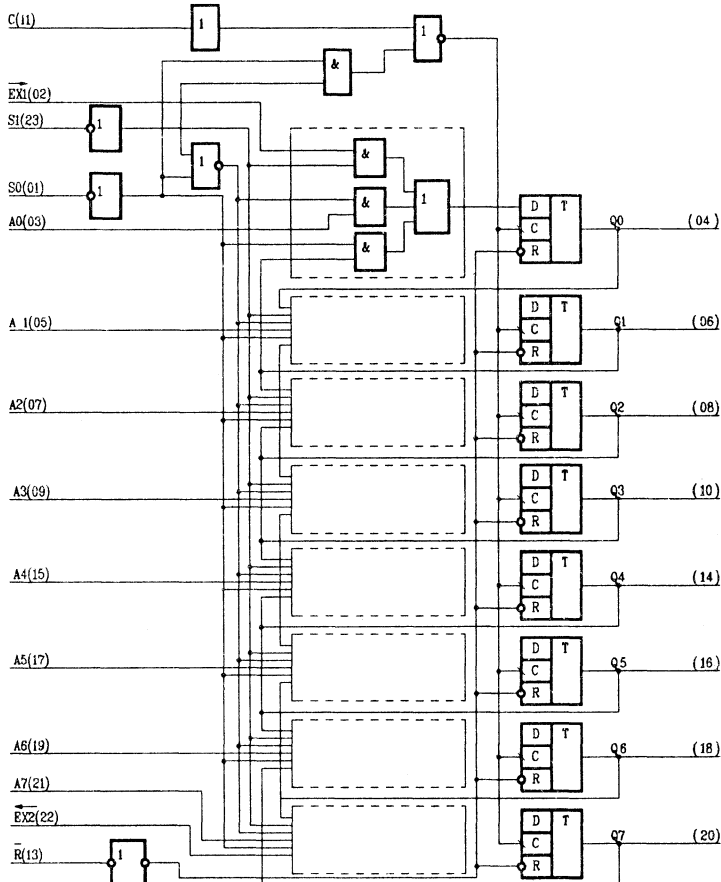 C(11)
1
1
&
EX1(02)
S1(23)
1
&
1
S0(01)
1
&
1
A0(03)
&
D T
C
R
Q0 (04)
A 1(05)
D T
C
R
Q1 (06)
A2(07)
D T
C
R
Q2 (08)
A3(09)
D T
C
R
Q3 (10)
A4(15)
D T
C
R
Q4 (14)
A5(17)
D T
C
R
Q5 (16)
A6(19)
D T
C
R
Q6 (18)
A7(21)
EX2(22)
D T
C
R
Q7 (20)
R(13)
1